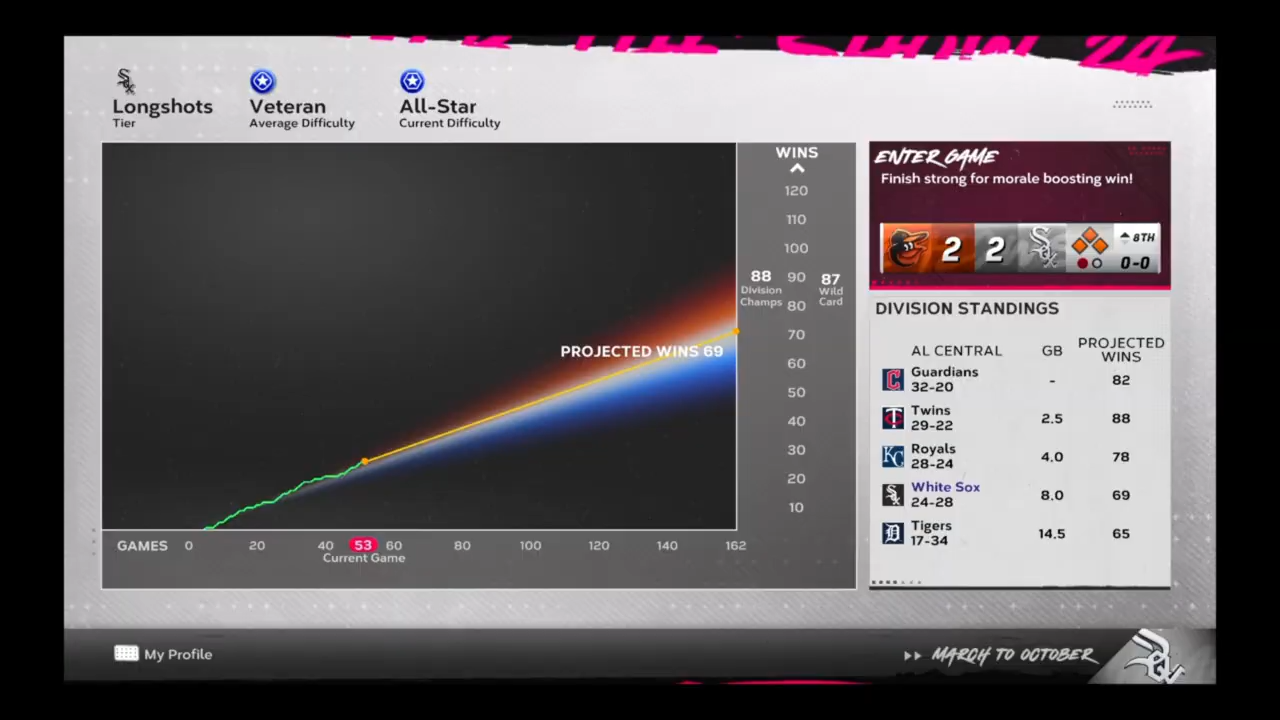 THE SHOW 24
Longshots
Tier
Veteran
Average Difficulty
All-Star
Current Difficulty
WINS
120
110
100
90
80
70
60
50
40
30
20
10
88
Division
Champs
87
Wild
Card
PROJECTED WINS 69
GAMES 0 20 40 53 60 80 100 120 140 162
Current Game
ENTER GAME
Finish strong for morale boosting win!
2 2 Sox 8TH
0-0
DIVISION STANDINGS
AL CENTRAL GB PROJECTED WINS
Guardians
32-20 - 82
Twins
29-22 2.5 88
Royals
28-24 4.0 78
White Sox
24-28 8.0 69
Tigers
17-34 14.5 65
My Profile
MARCH TO OCTOBER